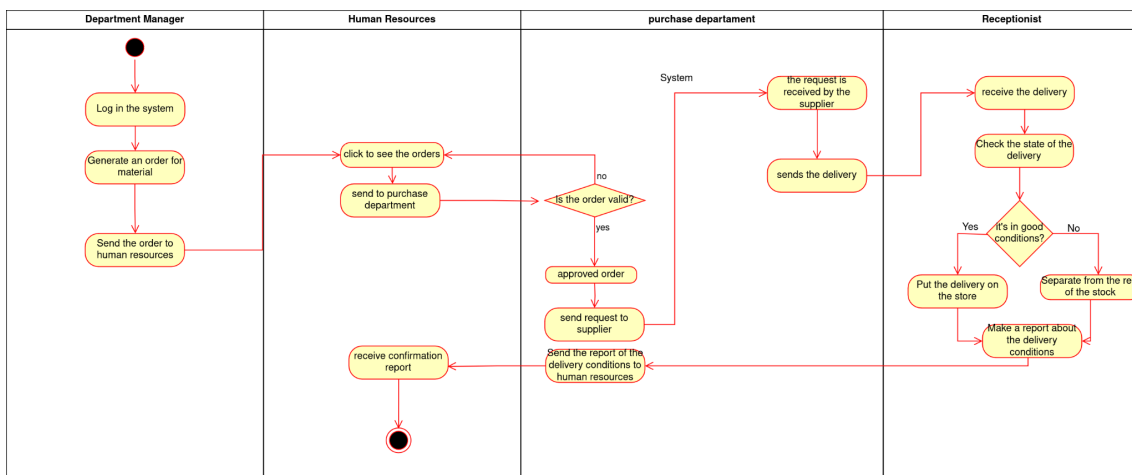 Department Manager
Human Resources
purchase departament
Receptionist
Log in the system
Generate an order for
material
Send the order to
human resources
click to see the orders
send to purchase
department
receive confirmation
report
no
Is the order valid?
yes
approved order
send request to
supplier
Send the report of the
delivery conditions to
human resources
System
the request is
received by the
supplier
sends the delivery
receive the delivery
Check the state of the
delivery
it's in good
conditions?
Yes
No
Put the delivery on
the store
Separate from the re
of the stock
Make a report about
the delivery
conditions